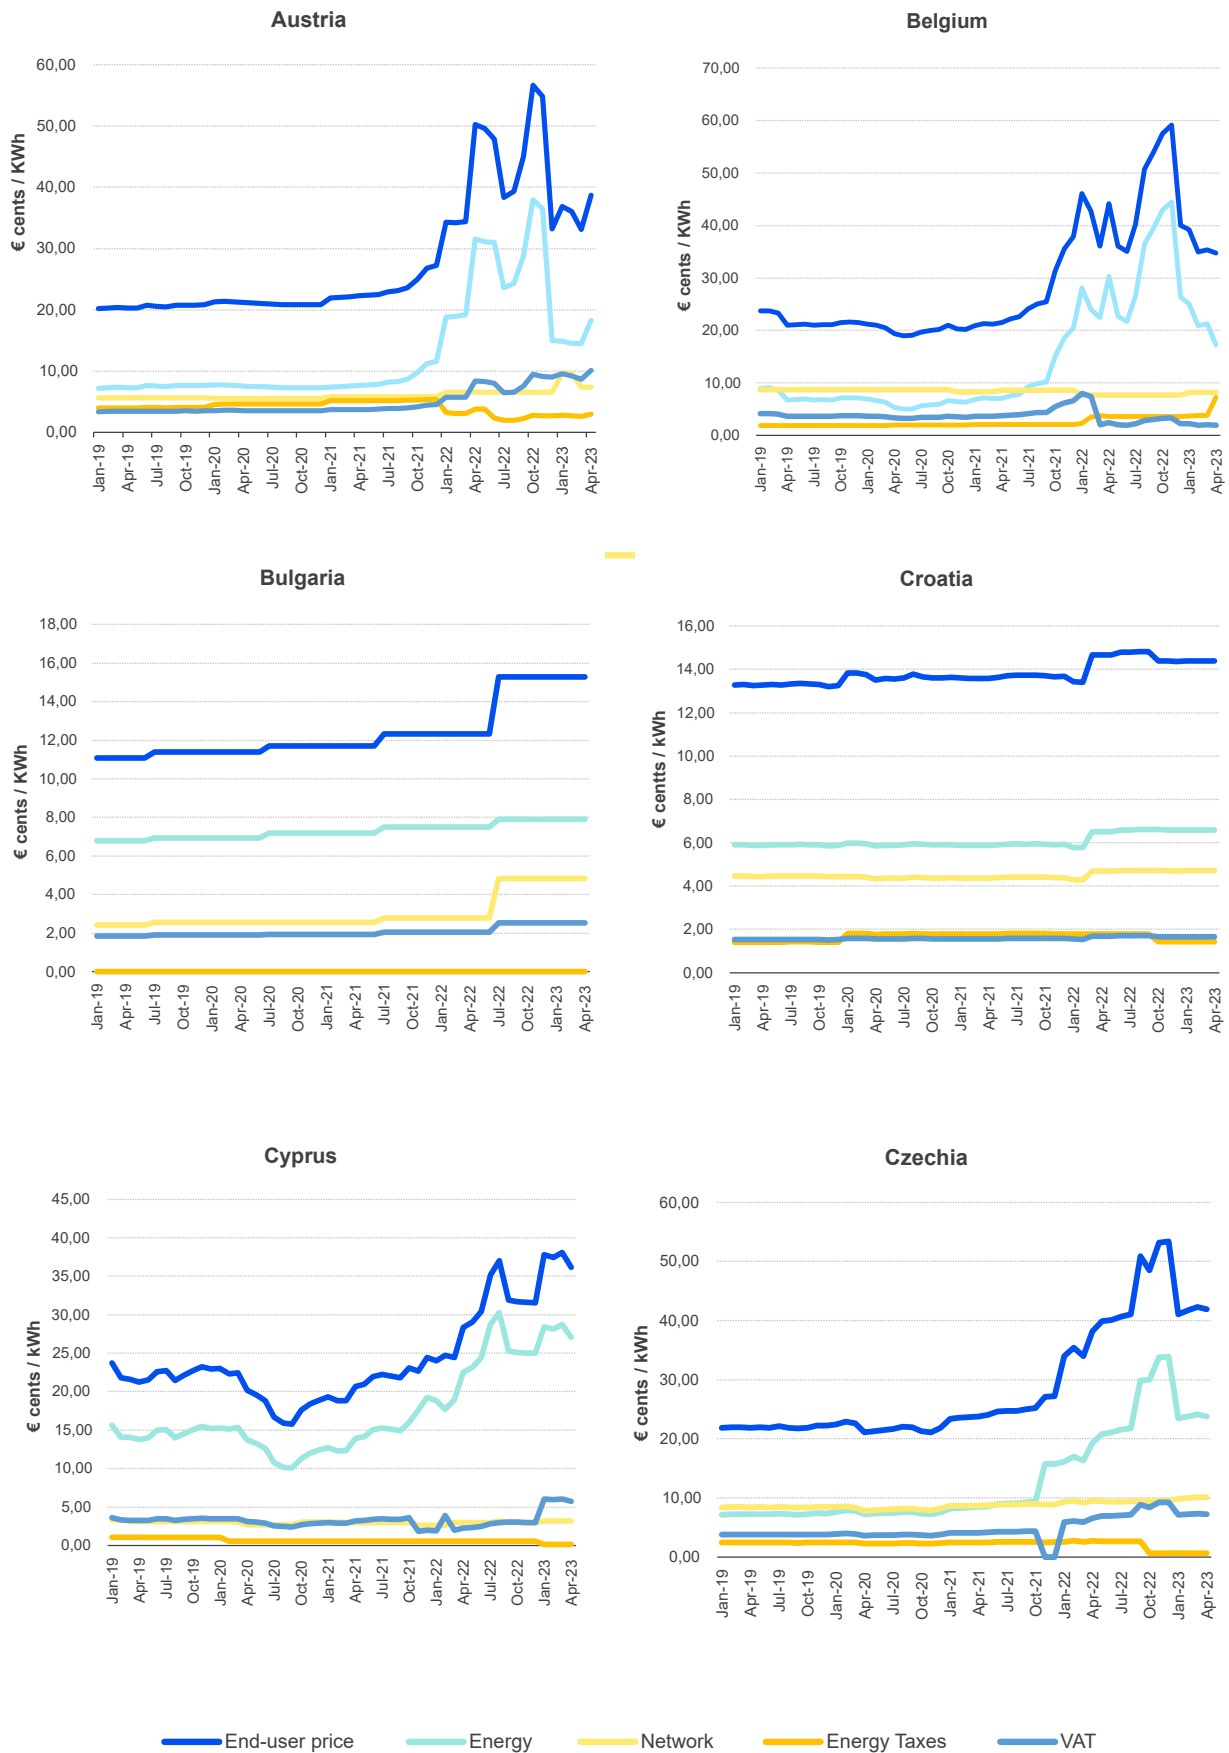 Austria
€ cents / KWh
60,00
50,00
40,00
30,00
20,00
10,00
0,00
Jan-19 Apr-19 Jul-19 Oct-19 Jan-20 Apr-20 Jul-20 Oct-20 Jan-21 Apr-21 Jul-21 Oct-21 Jan-22 Apr-22 Jul-22 Oct-22 Jan-23 Apr-23
Belgium
€ cents / KWh
70,00
60,00
50,00
40,00
30,00
20,00
10,00
0,00
Jan-19 Apr-19 Jul-19 Oct-19 Jan-20 Apr-20 Jul-20 Oct-20 Jan-21 Apr-21 Jul-21 Oct-21 Jan-22 Apr-22 Jul-22 Oct-22 Jan-23 Apr-23
Bulgaria
€ cents / KWh
18,00
16,00
14,00
12,00
10,00
8,00
6,00
4,00
2,00
0,00
Jan-19 Apr-19 Jul-19 Oct-19 Jan-20 Apr-20 Jul-20 Oct-20 Jan-21 Apr-21 Jul-21 Oct-21 Jan-22 Apr-22 Jul-22 Oct-22 Jan-23 Apr-23
Croatia
€ centts / kWh
16,00
14,00
12,00
10,00
8,00
6,00
4,00
2,00
0,00
Jan-19 Apr-19 Jul-19 Oct-19 Jan-20 Apr-20 Jul-20 Oct-20 Jan-21 Apr-21 Jul-21 Oct-21 Jan-22 Apr-22 Jul-22 Oct-22 Jan-23 Apr-23
Cyprus
€ cents / kWh
45,00
40,00
35,00
30,00
25,00
20,00
15,00
10,00
5,00
0,00
Jan-19 Apr-19 Jul-19 Oct-19 Jan-20 Apr-20 Jul-20 Oct-20 Jan-21 Apr-21 Jul-21 Oct-21 Jan-22 Apr-22 Jul-22 Oct-22 Jan-23 Apr-23
Czechia
€ cents / kWh
60,00
50,00
40,00
30,00
20,00
10,00
0,00
Jan-19 Apr-19 Jul-19 Oct-19 Jan-20 Apr-20 Jul-20 Oct-20 Jan-21 Apr-21 Jul-21 Oct-21 Jan-22 Apr-22 Jul-22 Oct-22 Jan-23 Apr-23
End-user price Energy Network Energy Taxes VAT